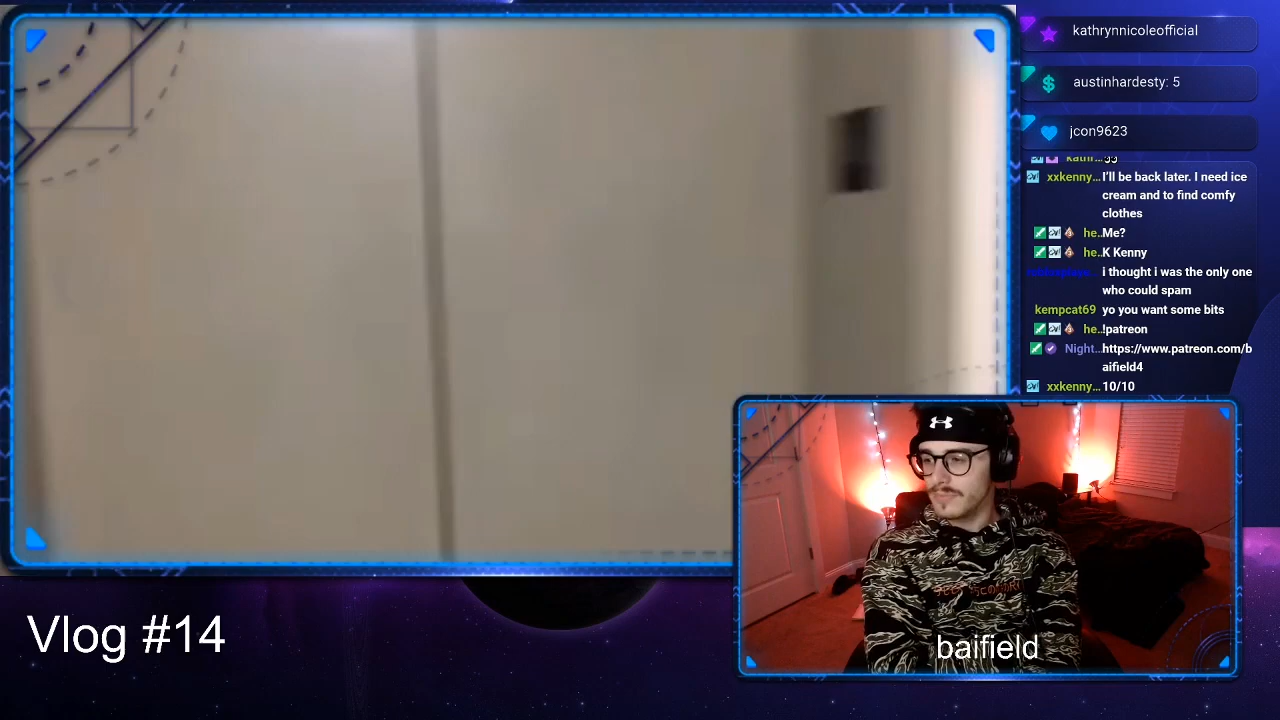 kathrynnicoleofficial
austinhardesty: 5
jcon9623
xxkenny... I'll be back later. I need ice
cream and to find comfy
clothes
he.. Me?
he.. K Kenny
i thought i was the only one
who could spam
kempcat69 yo you want some bits
he.. !patreon
Night... https://www.patreon.com/b
aifield4
xxkenny... 10/10
Vlog #14
baifield